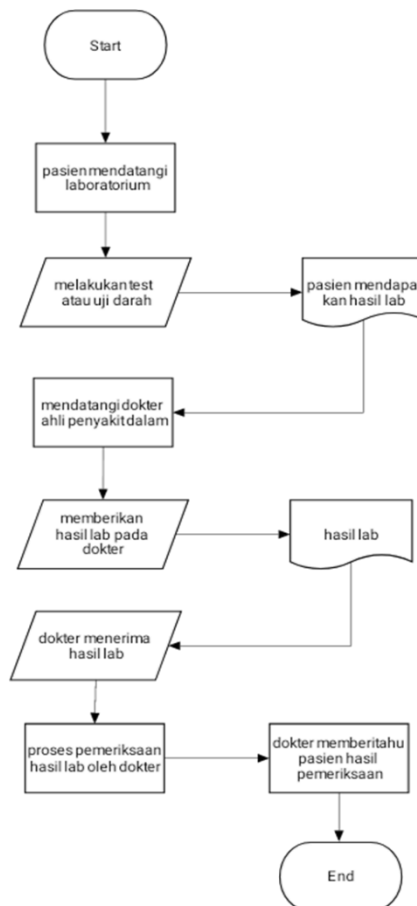 Start
pasien mendatangi
laboratorium
melakukan test
atau uji darah
pasien mendapa
kan hasil lab
mendatangi dokter
ahli penyakit dalam
memberikan
hasil lab pada
dokter
hasil lab
dokter menerima
hasil lab
proses pemeriksaan
hasil lab oleh dokter
dokter memberitahu
pasien hasil
pemeriksaan
End